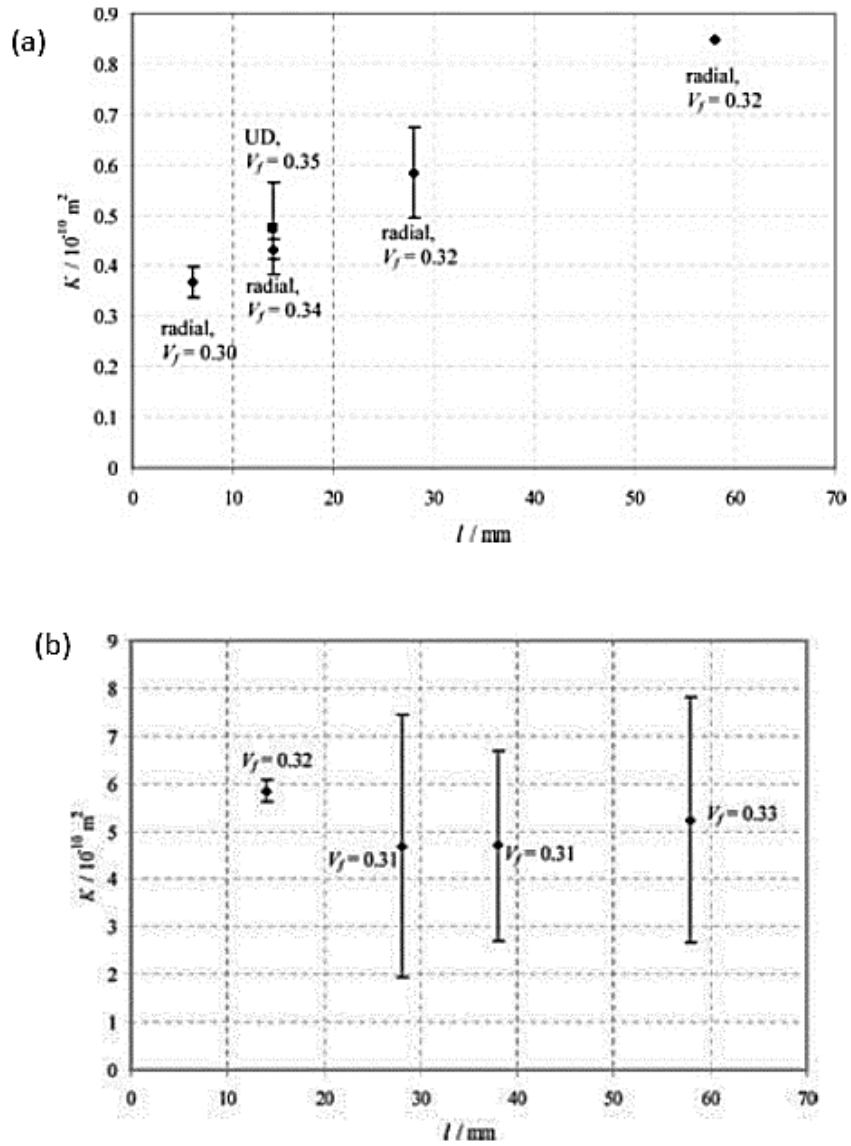 (a)
0.9
0.8
0.7
0.6
0.5
0.4
0.3
0.2
0.1
0
K / 10⁻¹⁰ m²
radial,
V_f = 0.32
UD,
V_f = 0.35
radial,
V_f = 0.32
radial,
V_f = 0.34
radial,
V_f = 0.30
0 10 20 30 40 50 60 70
l / mm
(b)
9
8
7
6
5
4
3
2
1
0
K / 10⁻¹⁰ m²
V_f = 0.32
V_f = 0.31
V_f = 0.31
V_f = 0.33
0 10 20 30 40 50 60 70
l / mm